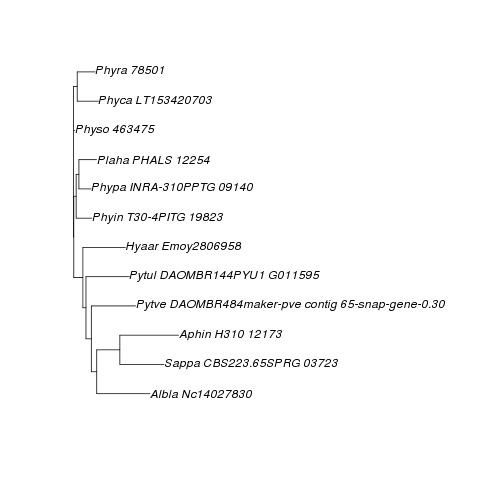 Phyra 78501
Phyca LT153420703
Physo 463475
Plaha PHALS 12254
Phypa INRA-310PPTG 09140
Phyin T30-4PITG 19823
Hyaar Emoy2806958
Pytul DAOMBR144PYU1 G011595
Pytve DAOMBR484maker-pve contig 65-snap-gene-0.30
Aphin H310 12173
Sappa CBS223.65SPRG 03723
Albla Nc14027830